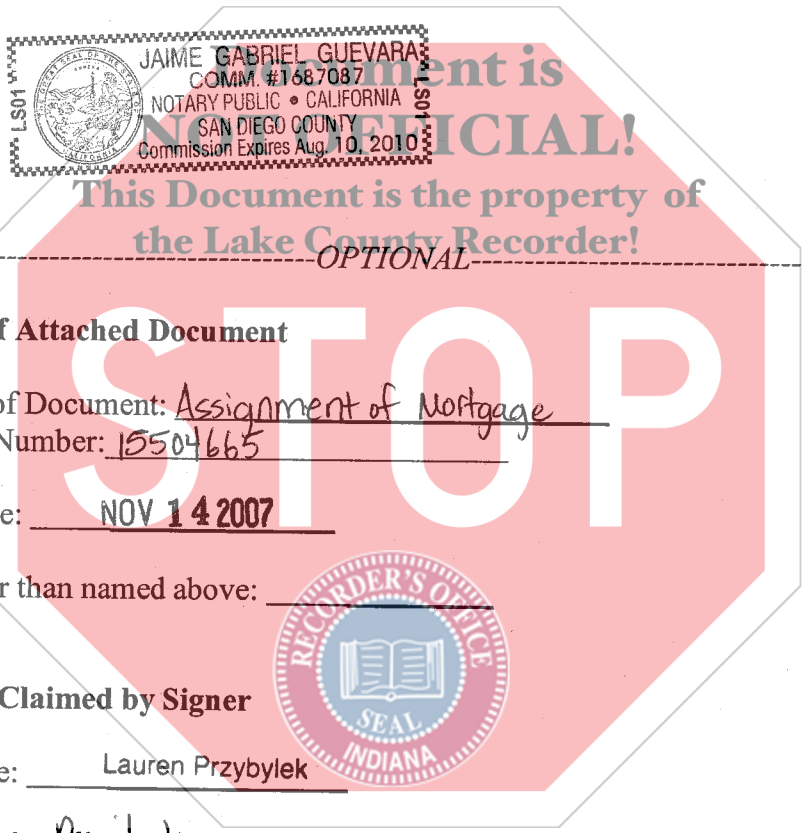 JAIME GABRIEL GUEVARA
COMM. #1687087
NOTARY PUBLIC • CALIFORNIA
SAN DIEGO COUNTY
Commission Expires Aug. 10, 2010
LS01
LS01
Document is
NOT OFFICIAL!
This Document is the property of
the Lake County Recorder!
OPTIONAL
STOP
f Attached Document
of Document: Assignment of Mortgage
Number: 15504665
e: NOV 14 2007
r than named above:
RECORDER'S OFFICE
SEAL
INDIANA
Claimed by Signer
e: Lauren Przybylek